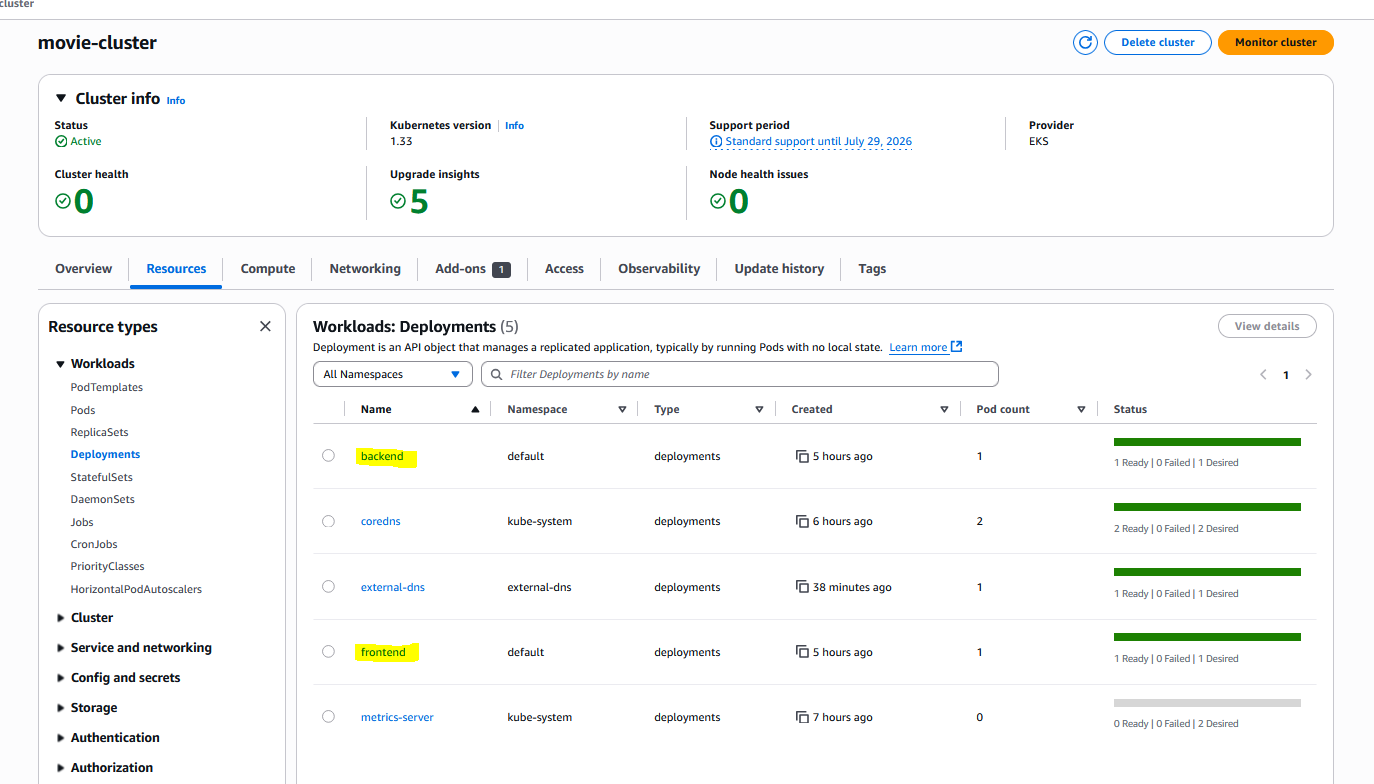 cluster
movie-cluster
Delete cluster
Monitor cluster
Cluster info Info
Status
Active
Kubernetes version Info
1.33
Support period
Standard support until July 29, 2026
Provider
EKS
Cluster health
0
Upgrade insights
5
Node health issues
0
Overview Resources Compute Networking Add-ons 1 Access Observability Update history Tags
Resource types
Workloads
PodTemplates
Pods
ReplicaSets
Deployments
StatefulSets
DaemonSets
Jobs
CronJobs
PriorityClasses
HorizontalPodAutoscalers
Cluster
Service and networking
Config and secrets
Storage
Authentication
Authorization
Workloads: Deployments (5)
View details
Deployment is an API object that manages a replicated application, typically by running Pods with no local state. Learn more
All Namespaces
Filter Deployments by name
1
Name Namespace Type Created Pod count Status
backend default deployments 5 hours ago 1
1 Ready | 0 Failed | 1 Desired
coredns kube-system deployments 6 hours ago 2
2 Ready | 0 Failed | 2 Desired
external-dns external-dns deployments 38 minutes ago 1
1 Ready | 0 Failed | 1 Desired
frontend default deployments 5 hours ago 1
1 Ready | 0 Failed | 1 Desired
metrics-server kube-system deployments 7 hours ago 0
0 Ready | 0 Failed | 2 Desired